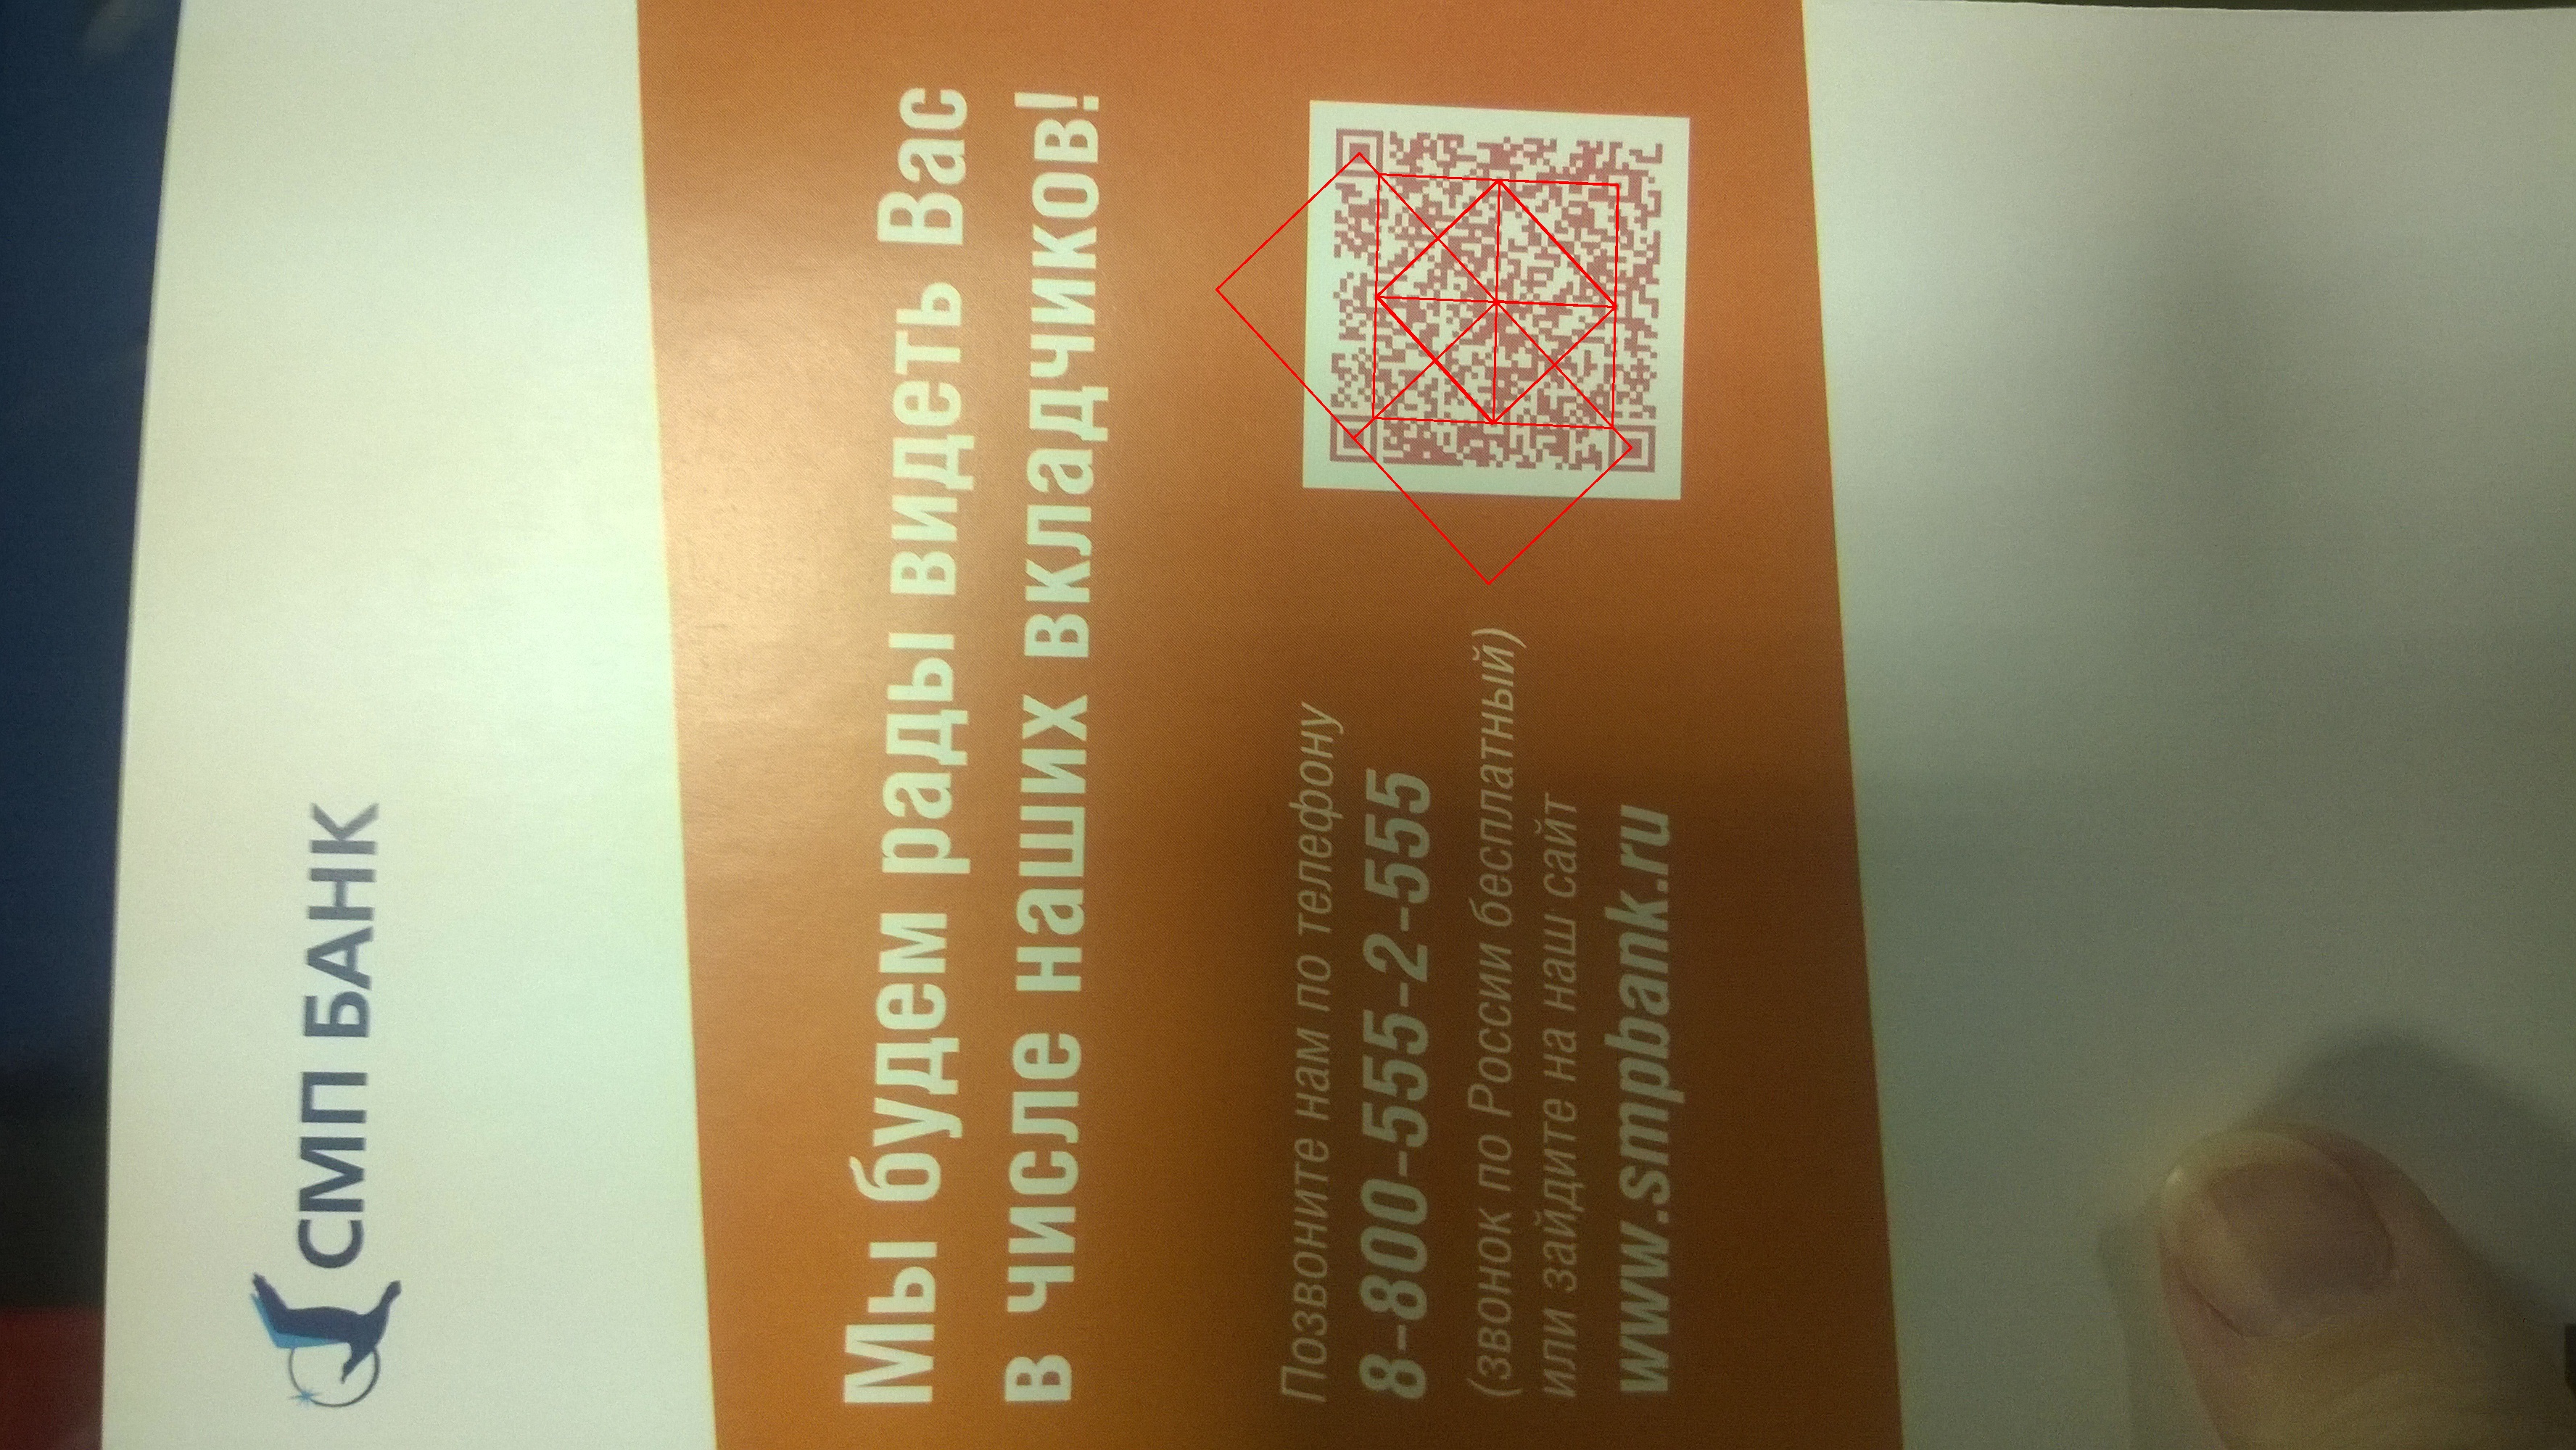 СМП БАНК
Мы будем рады видеть Вас
в числе наших вкладчиков!
Позвоните нам по телефону
8-800-555-2-555
(звонок по России бесплатный)
или зайдите на наш сайт
www.smpbank.ru